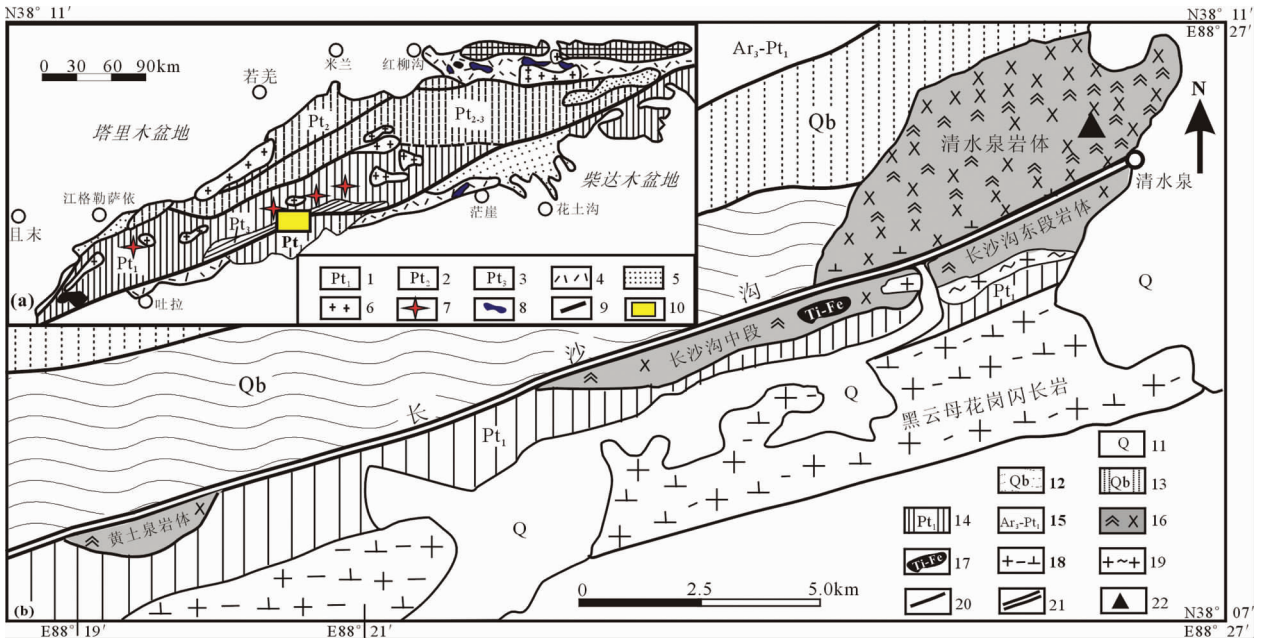 N38° 11′
N38° 11′
E88° 27′
0 30 60 90km
若羌
米兰
红柳沟
塔里木盆地
Pt₂
Pt₂₋₃
江格勒萨依
且末
Pt₁
Pt₃
Pt₁
吐拉
茫崖
花土沟
柴达木盆地
(a)
Pt₁ 1
Pt₂ 2
Pt₃ 3
4
5
6
7
8
9
10
Ar₃-Pt₁
Qb
清水泉岩体
N
清水泉
长沙沟东段岩体
Pt₁
Q
Ti-Fe
长沙沟中段
长
沙
沟
Qb
Pt₁
Q
黑云母花岗闪长岩
黄土泉岩体
Q
Q 11
Qb 12
Qb 13
Pt₁ 14
Ar₃-Pt₁ 15
16
Ti-Fe 17
18
19
20
21
22
0 2.5 5.0km
(b)
E88° 19′
E88° 21′
N38° 07′
E88° 27′